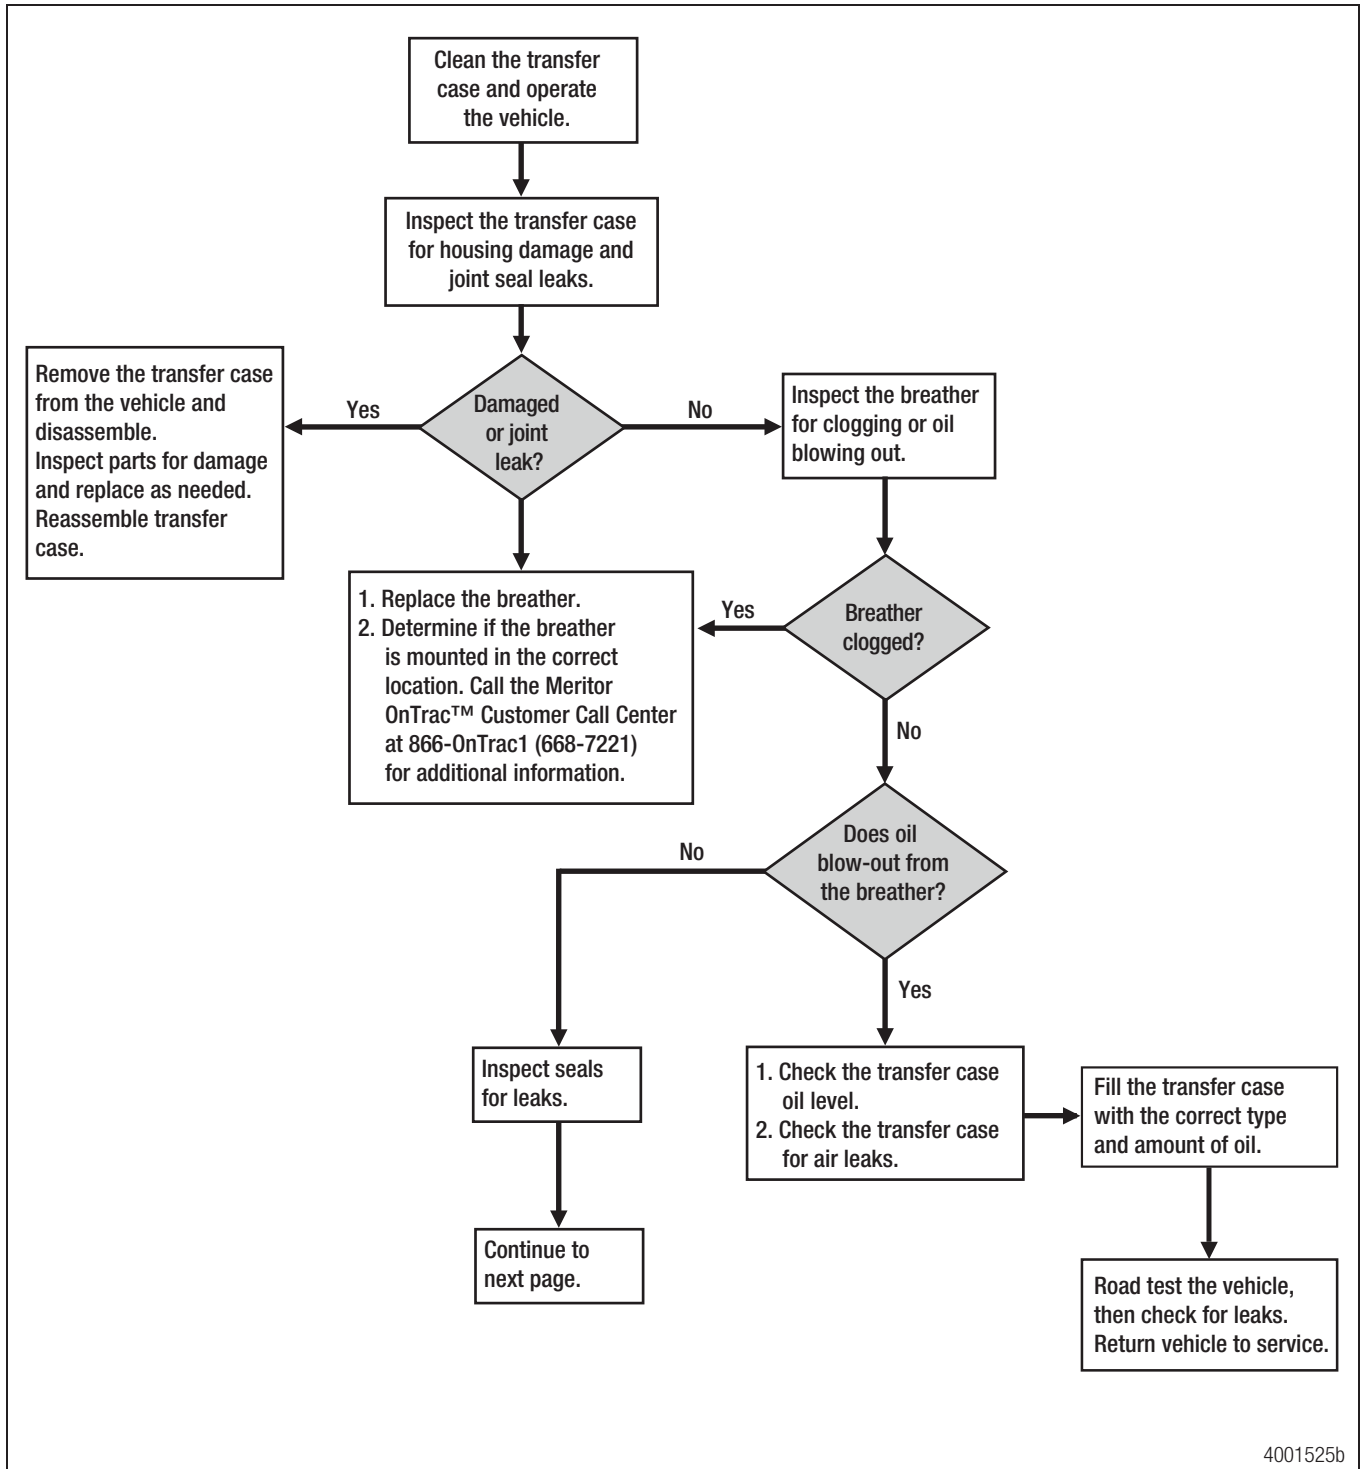 Clean the transfer
case and operate
the vehicle.
Inspect the transfer case
for housing damage and
joint seal leaks.
Damaged
or joint
leak?
Yes
No
Remove the transfer case
from the vehicle and
disassemble.
Inspect parts for damage
and replace as needed.
Reassemble transfer
case.
Inspect the breather
for clogging or oil
blowing out.
1. Replace the breather.
2. Determine if the breather
is mounted in the correct
location. Call the Meritor
OnTrac™ Customer Call Center
at 866-OnTrac1 (668-7221)
for additional information.
Yes
Breather
clogged?
No
Does oil
blow-out from
the breather?
No
Yes
Inspect seals
for leaks.
1. Check the transfer case
oil level.
2. Check the transfer case
for air leaks.
Fill the transfer case
with the correct type
and amount of oil.
Continue to
next page.
Road test the vehicle,
then check for leaks.
Return vehicle to service.
4001525b